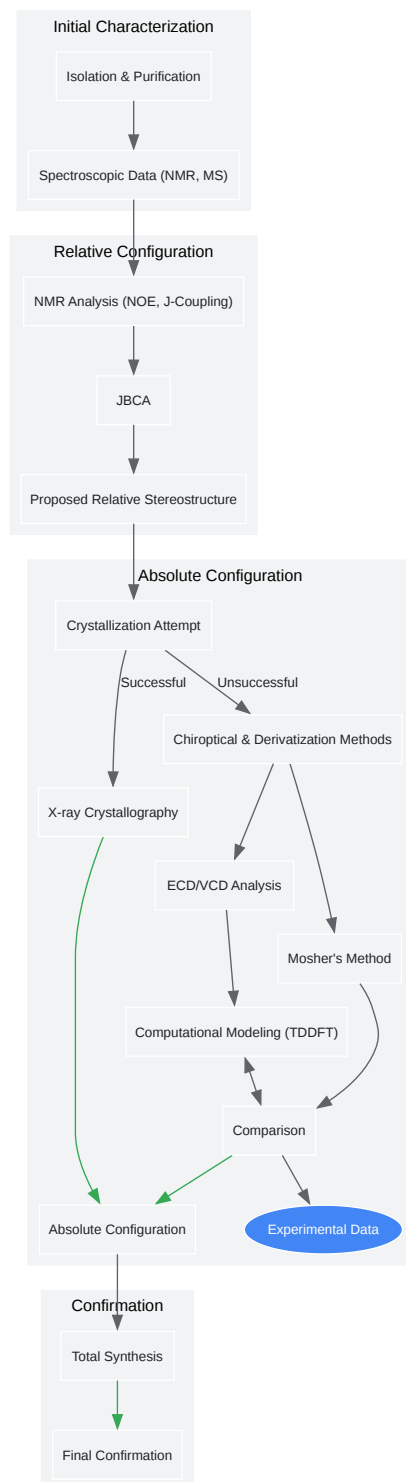 Initial Characterization
Isolation & Purification
Spectroscopic Data (NMR, MS)
Relative Configuration
NMR Analysis (NOE, J-Coupling)
JBCA
Proposed Relative Stereostructure
Absolute Configuration
Crystallization Attempt
Successful
Unsuccessful
Chiroptical & Derivatization Methods
X-ray Crystallography
ECD/VCD Analysis
Mosher's Method
Computational Modeling (TDDFT)
Comparison
Absolute Configuration
Experimental Data
Confirmation
Total Synthesis
Final Confirmation